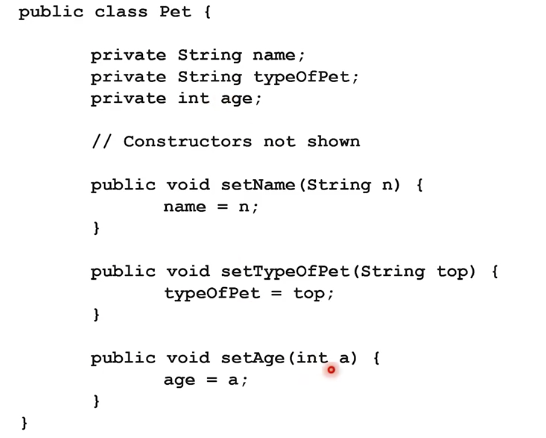 public class Pet {
private String name;
private String typeOfPet;
private int age;
// Constructors not shown
public void setName(String n) {
name = n;
}
public void setTypeOfPet(String top) {
typeOfPet = top;
}
public void setAge(int a) {
age = a;
}
}